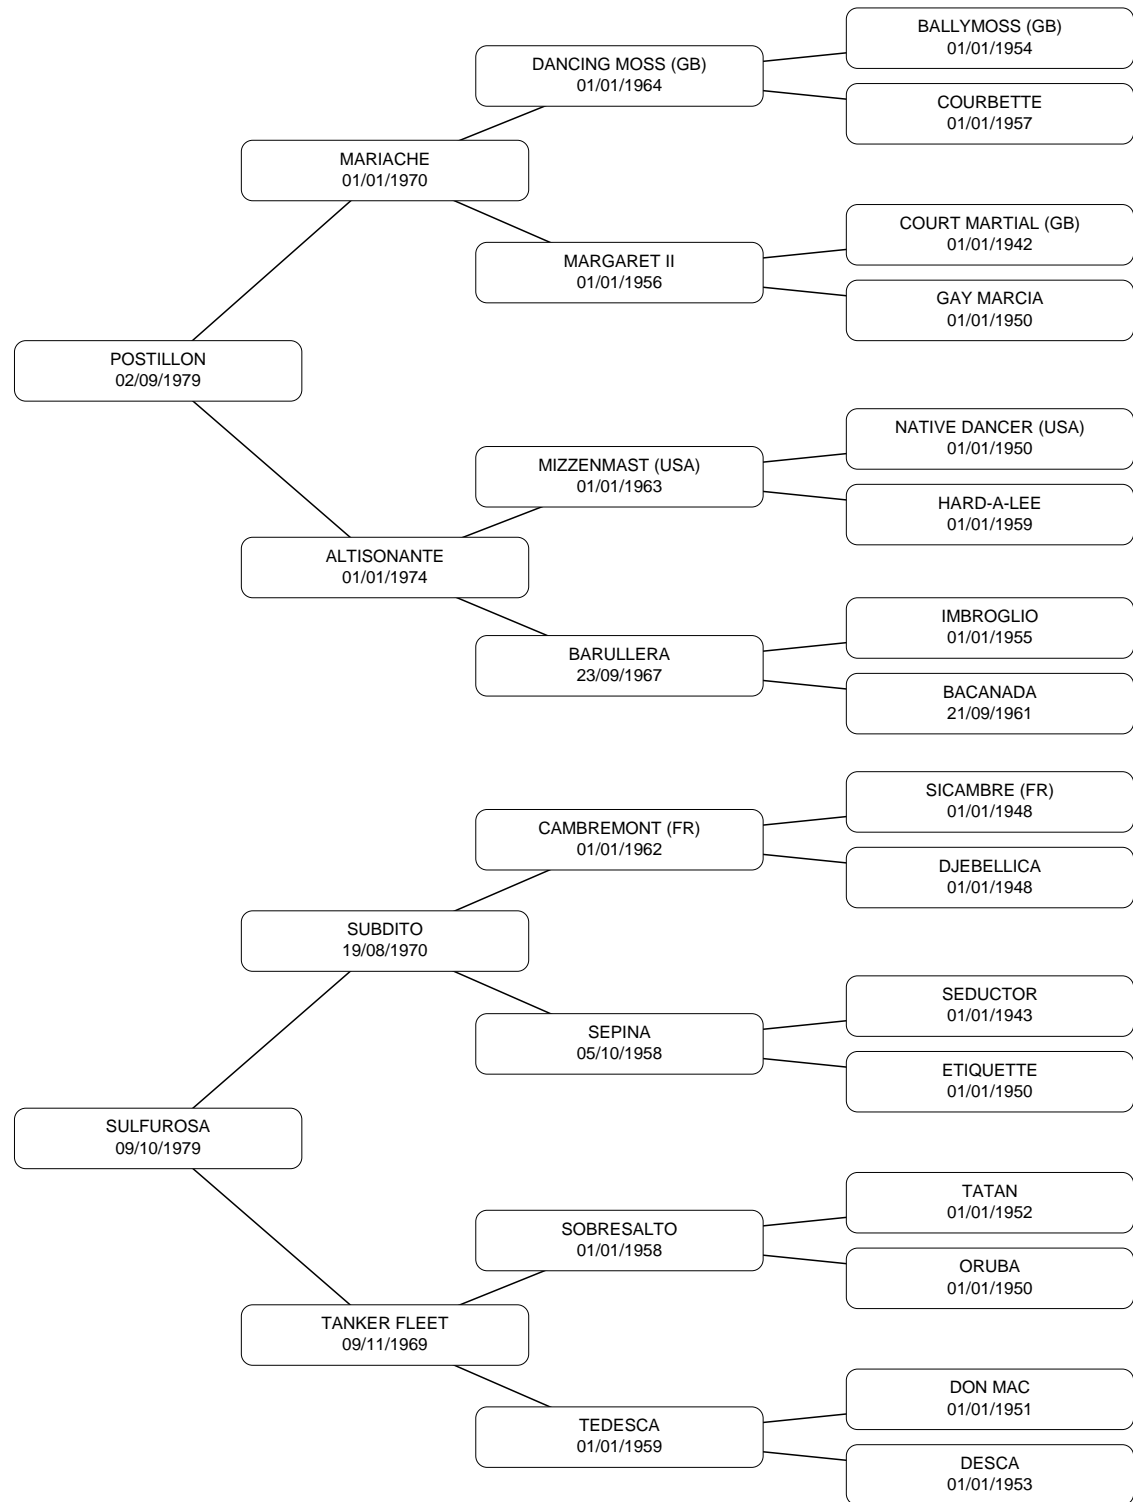 BALLYMOSS (GB)
01/01/1954
DANCING MOSS (GB)
01/01/1964
COURBETTE
01/01/1957
MARIACHE
01/01/1970
COURT MARTIAL (GB)
01/01/1942
MARGARET II
01/01/1956
GAY MARCIA
01/01/1950
POSTILLON
02/09/1979
NATIVE DANCER (USA)
01/01/1950
MIZZENMAST (USA)
01/01/1963
HARD-A-LEE
01/01/1959
ALTISONANTE
01/01/1974
IMBROGLIO
01/01/1955
BARULLERA
23/09/1967
BACANADA
21/09/1961
SICAMBRE (FR)
01/01/1948
CAMBREMONT (FR)
01/01/1962
DJEBELLICA
01/01/1948
SUBDITO
19/08/1970
SEDUCTOR
01/01/1943
SEPINA
05/10/1958
ETIQUETTE
01/01/1950
SULFUROSA
09/10/1979
TATAN
01/01/1952
SOBRESALTO
01/01/1958
ORUBA
01/01/1950
TANKER FLEET
09/11/1969
DON MAC
01/01/1951
TEDESCA
01/01/1959
DESCA
01/01/1953